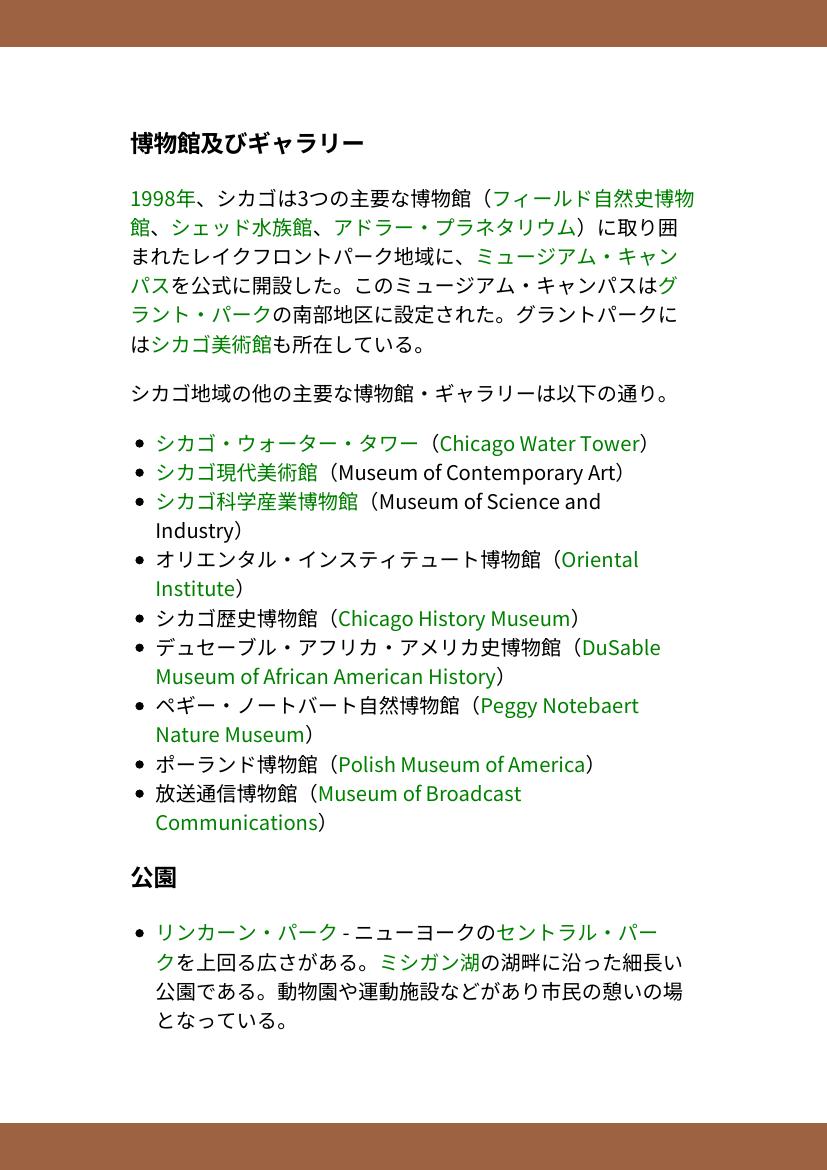 博物館及びギャラリー
1998年、シカゴは3つの主要な博物館（フィールド自然史博物
館、シェッド水族館、アドラー・プラネタリウム）に取り囲
まれたレイクフロントパーク地域に、ミュージアム・キャン
パスを公式に開設した。このミュージアム・キャンパスはグ
ラント・パークの南部地区に設定された。グラントパークに
はシカゴ美術館も所在している。
シカゴ地域の他の主要な博物館・ギャラリーは以下の通り。
• シカゴ・ウォーター・タワー（Chicago Water Tower）
• シカゴ現代美術館（Museum of Contemporary Art）
• シカゴ科学産業博物館（Museum of Science and
Industry）
• オリエンタル・インスティテュート博物館（Oriental
Institute）
• シカゴ歴史博物館（Chicago History Museum）
• デュセーブル・アフリカ・アメリカ史博物館（DuSable
Museum of African American History）
• ペギー・ノートバート自然博物館（Peggy Notebaert
Nature Museum）
• ポーランド博物館（Polish Museum of America）
• 放送通信博物館（Museum of Broadcast
Communications）
公園
• リンカーン・パーク - ニューヨークのセントラル・パー
クを上回る広さがある。ミシガン湖の湖畔に沿った細長い
公園である。動物園や運動施設などがあり市民の憩いの場
となっている。